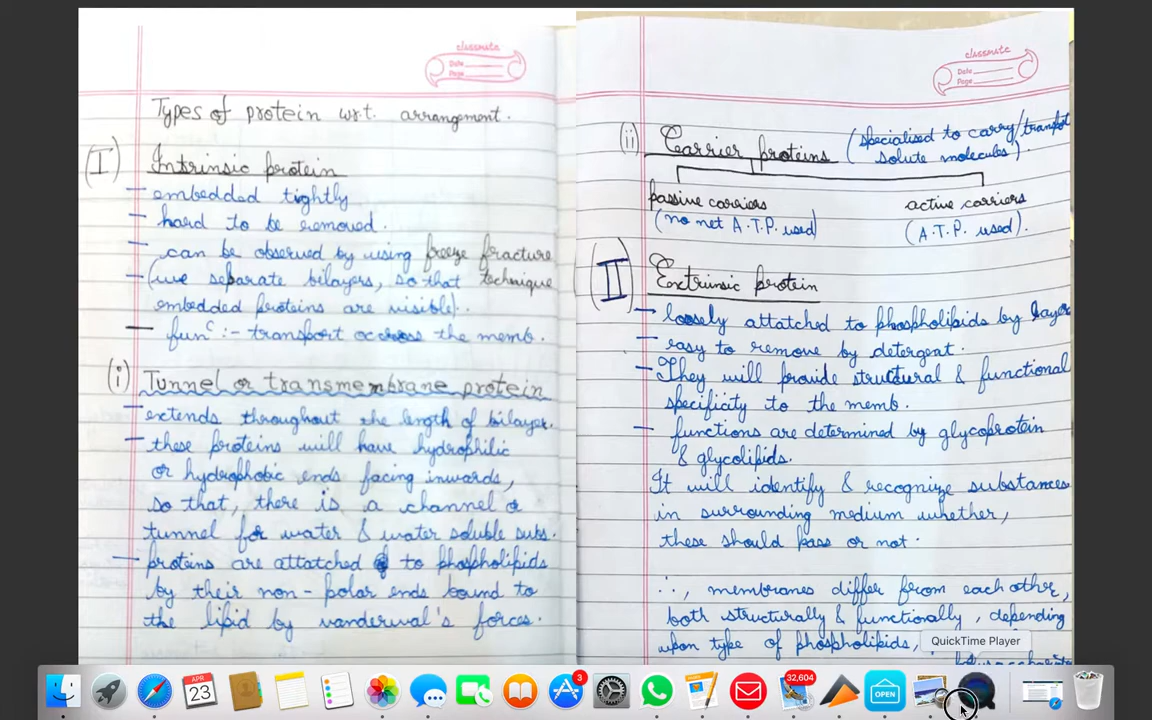 classmate
Date
Page
Types of protein w.r.t. arrangement.
(I) Intrinsic protein
– embedded tightly
– hard to be removed.
– can be observed by using freeze fracture
– (we separate bilayers, so that technique
embedded proteins are visible).
– func :- transport occross the memb.
(i) Tunnel or transmembrane protein
– extends throughout the length of bilayer.
– these proteins will have hydrophilic
or hydrophobic ends facing inwards,
so that, there is a channel or
tunnel for water & water soluble subs.
– proteins are attatched to phospholipids
by their non-polar ends bound to
the lipid by vanderwal's forces.
classmate
Date
Page
(ii) Carrier proteins (specialised to carry/transpot
solute molecules).
passive carriers active carriers
(no net A.T.P. used) (A.T.P. used).
(II) Extrinsic protein
– loosely attatched to phospholipids by layer
– easy to remove by detergent.
– They will provide structural & functional
specificity to the memb.
– functions are determined by glycoprotein
& glycolipids.
It will identify & recognize substances
in surrounding medium whether,
these should pass or not.
∴, membranes differ from each other,
both structurally & functionally, depending
upon type of phospholipids,
QuickTime Player
APR
23
3
32,604
OPEN